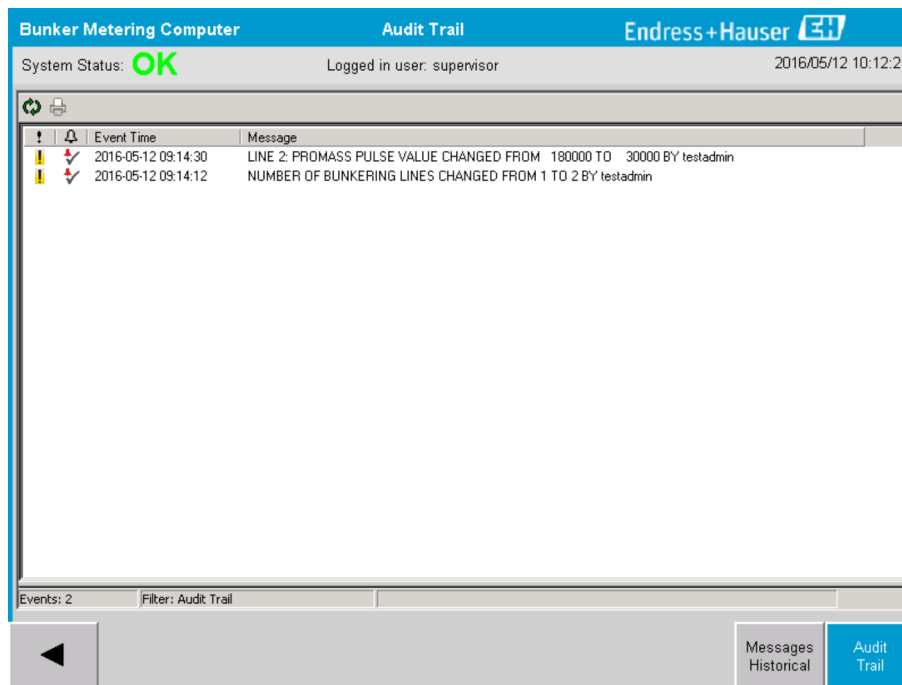 Bunker Metering Computer Audit Trail Endress+Hauser EH
System Status: OK Logged in user: supervisor 2016/05/12 10:12:2
! Event Time Message
! 2016-05-12 09:14:30 LINE 2: PROMASS PULSE VALUE CHANGED FROM 180000 TO 30000 BY testadmin
! 2016-05-12 09:14:12 NUMBER OF BUNKERING LINES CHANGED FROM 1 TO 2 BY testadmin
Events: 2 Filter: Audit Trail
Messages Historical
Audit Trail